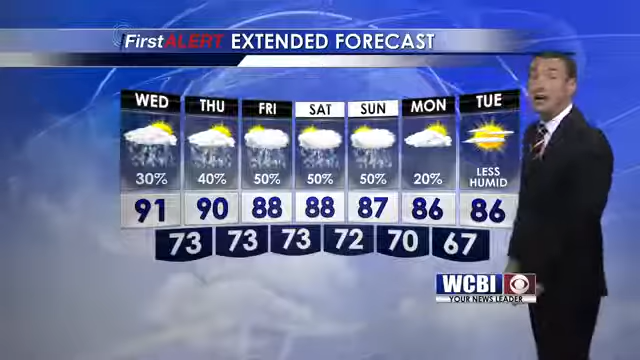 FirstALERT EXTENDED FORECAST
WED THU FRI SAT SUN MON TUE
30% 40% 50% 50% 50% 20% LESS HUMID
91 90 88 88 87 86 86
73 73 73 72 70 67
WCBI
YOUR NEWS LEADER